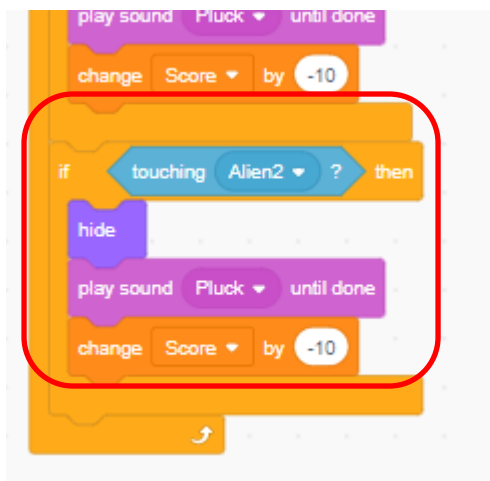 play sound Pluck until done
change Score by -10
if touching Alien2 ? then
hide
play sound Pluck until done
change Score by -10